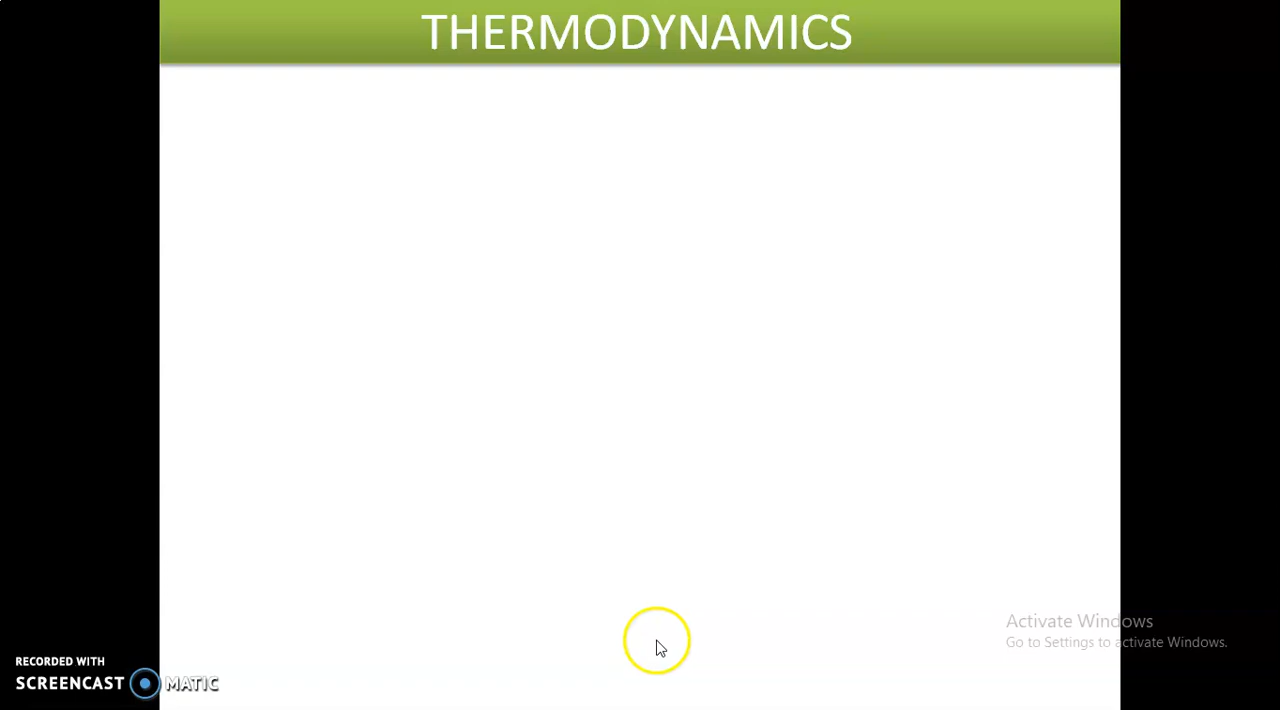 THERMODYNAMICS
Activate Windows
Go to Settings to activate Windows.
RECORDED WITH
SCREENCAST MATIC